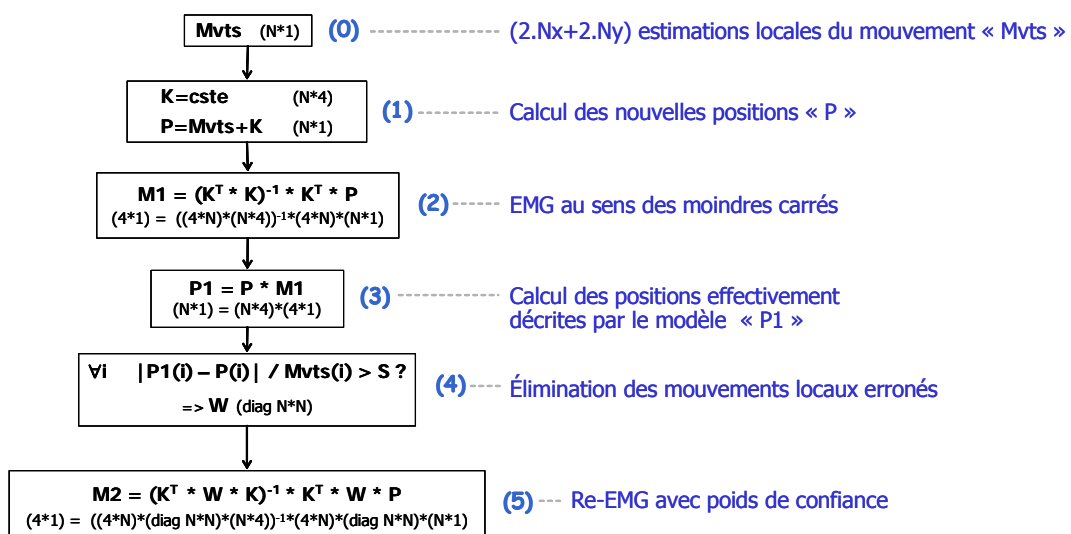 Mvts (N*1) (0) (2.Nx+2.Ny) estimations locales du mouvement « Mvts »
K=cste (N*4)
P=Mvts+K (N*1)
(1) Calcul des nouvelles positions « P »
M1 = (Kᵀ * K)⁻¹ * Kᵀ * P
(4*1) = ((4*N)*(N*4))⁻¹*(4*N)*(N*1)
(2) EMG au sens des moindres carrés
P1 = P * M1
(N*1) = (N*4)*(4*1)
(3) Calcul des positions effectivement
décrites par le modèle « P1 »
∀i |P1(i) – P(i)| / Mvts(i) > S ?
=> W (diag N*N)
(4) Élimination des mouvements locaux erronés
M2 = (Kᵀ * W * K)⁻¹ * Kᵀ * W * P
(4*1) = ((4*N)*(diag N*N)*(N*4))⁻¹*(4*N)*(diag N*N)*(N*1)
(5) Re-EMG avec poids de confiance